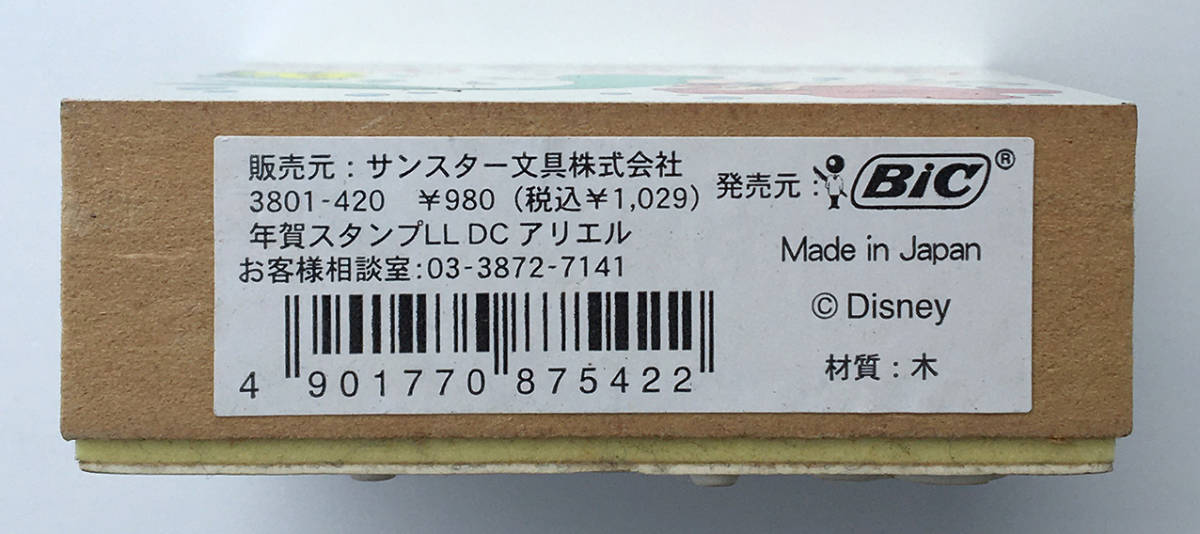 販売元：サンスター文具株式会社
3801-420 ￥980（税込￥1,029）
年賀スタンプLL DC アリエル
お客様相談室:03-3872-7141
4 901770 875422
発売元： BiC®
Made in Japan
© Disney
材質：木